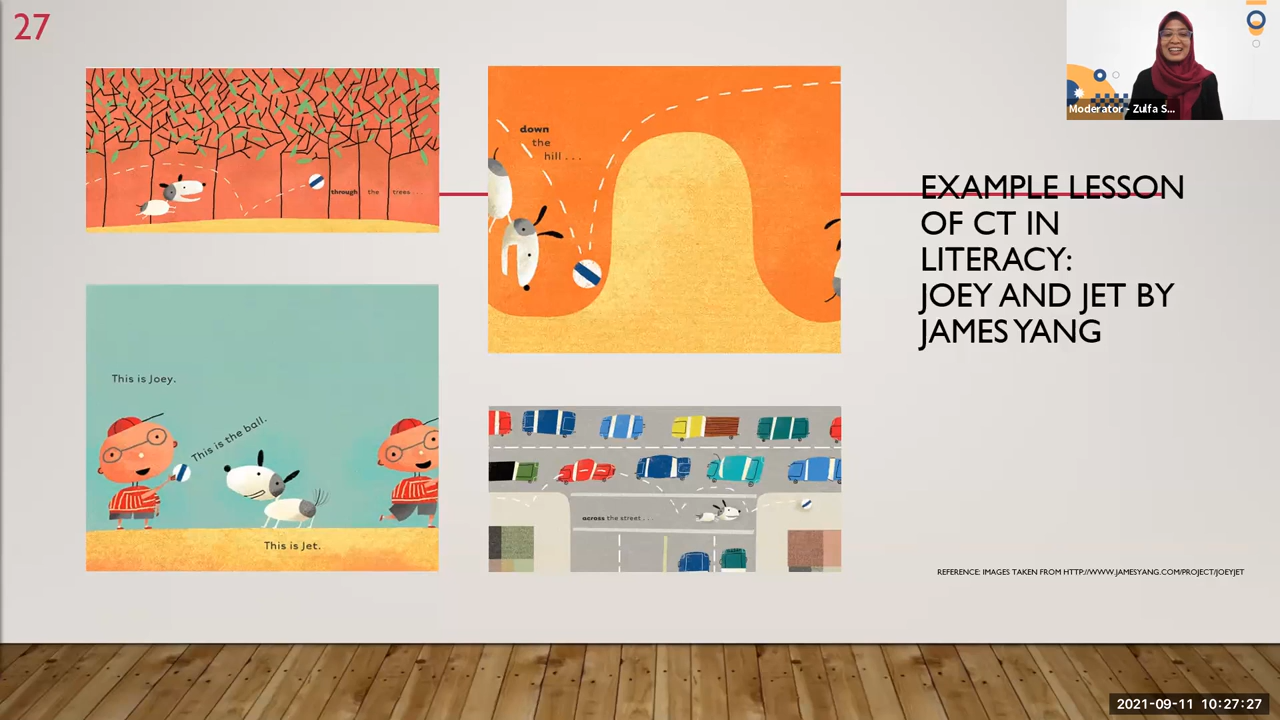 27
Moderator - Zulfa S...
through the trees . . .
down
the
hill . . .
EXAMPLE LESSON
OF CT IN
LITERACY:
JOEY AND JET BY
JAMES YANG
This is Joey.
This is the ball.
This is Jet.
across the street . . .
REFERENCE: IMAGES TAKEN FROM HTTP://WWW.JAMESYANG.COM/PROJECT/JOEYJET
2021-09-11 10:27:27